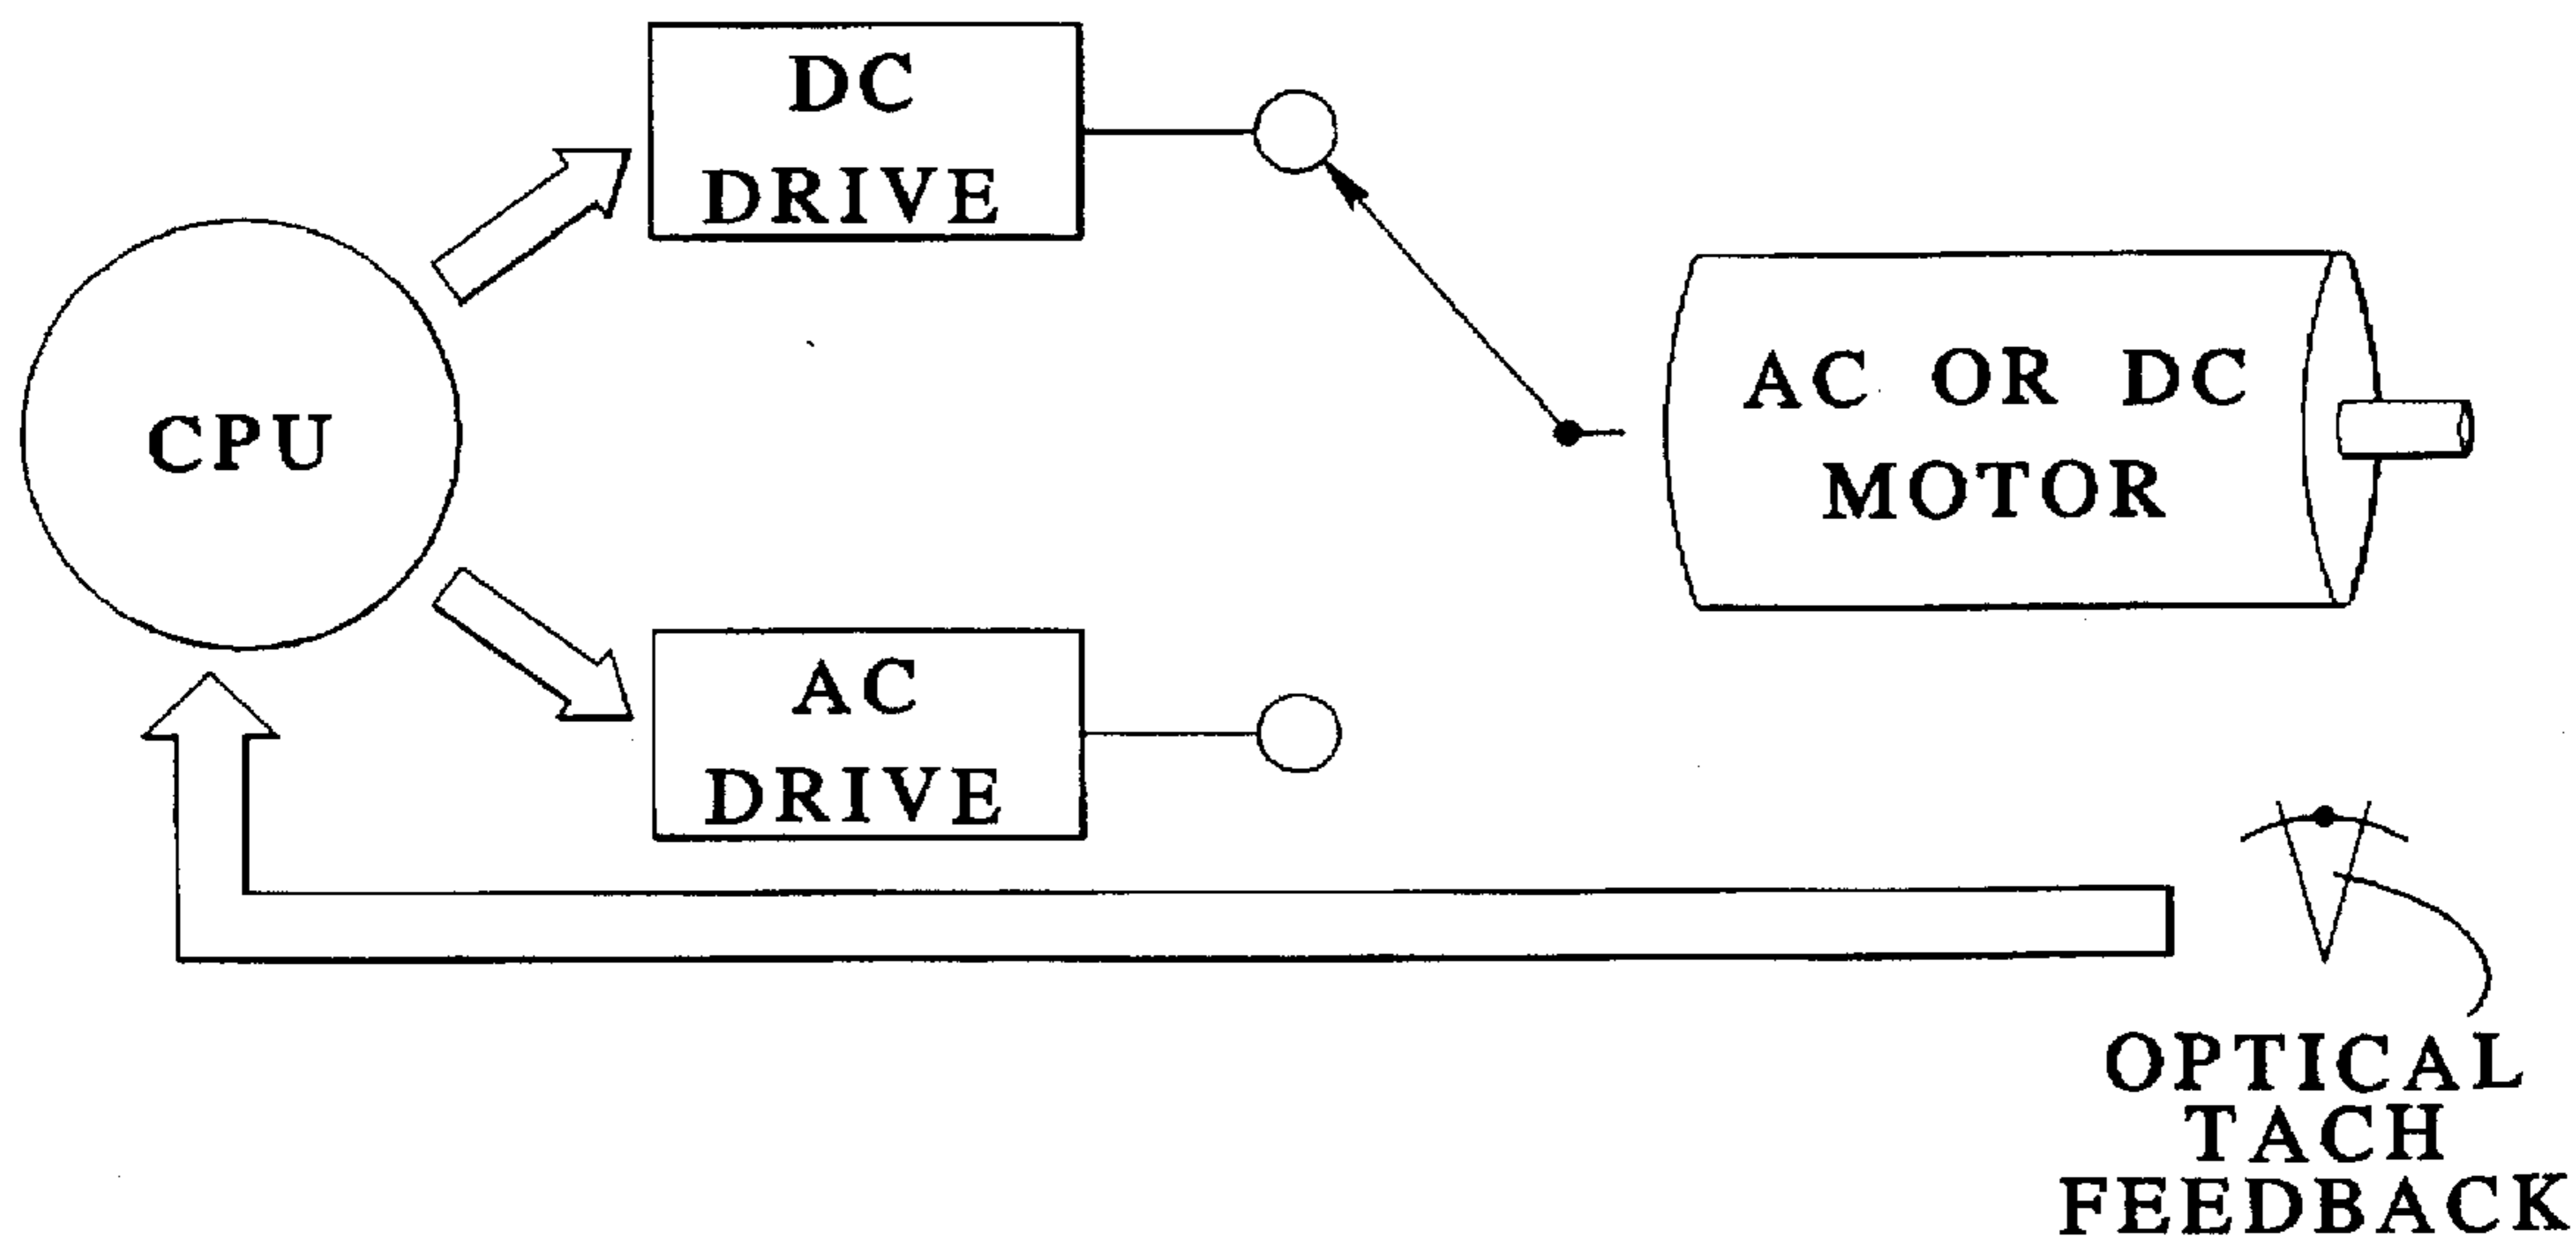 DC
DRIVE
CPU
AC OR DC
MOTOR
AC
DRIVE
OPTICAL
TACH
FEEDBACK